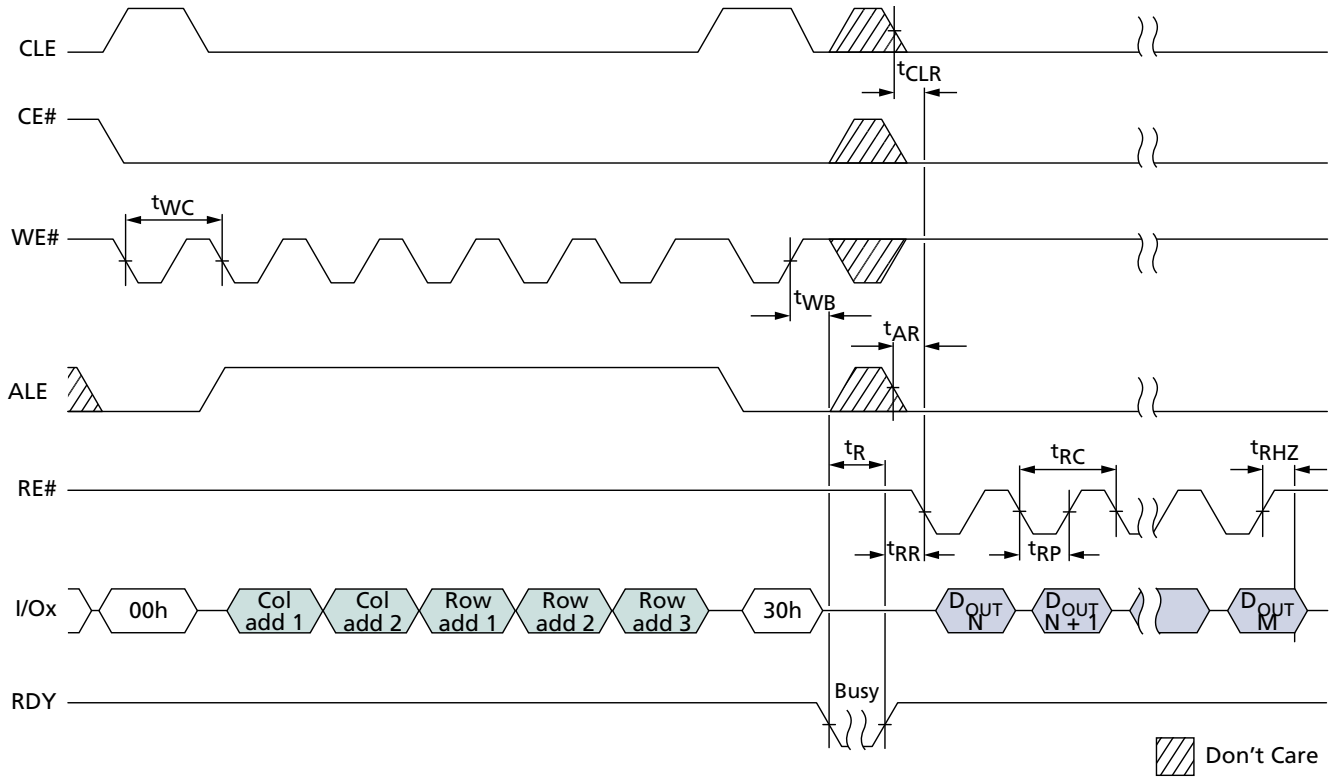 CLE
tCLR
CE#
tWC
WE#
tWB
tAR
ALE
tR
tRC
tRHZ
RE#
tRR
tRP
I/Ox
00h
Col
add 1
Col
add 2
Row
add 1
Row
add 2
Row
add 3
30h
DOUT
N
DOUT
N + 1
DOUT
M
RDY
Busy
Don't Care